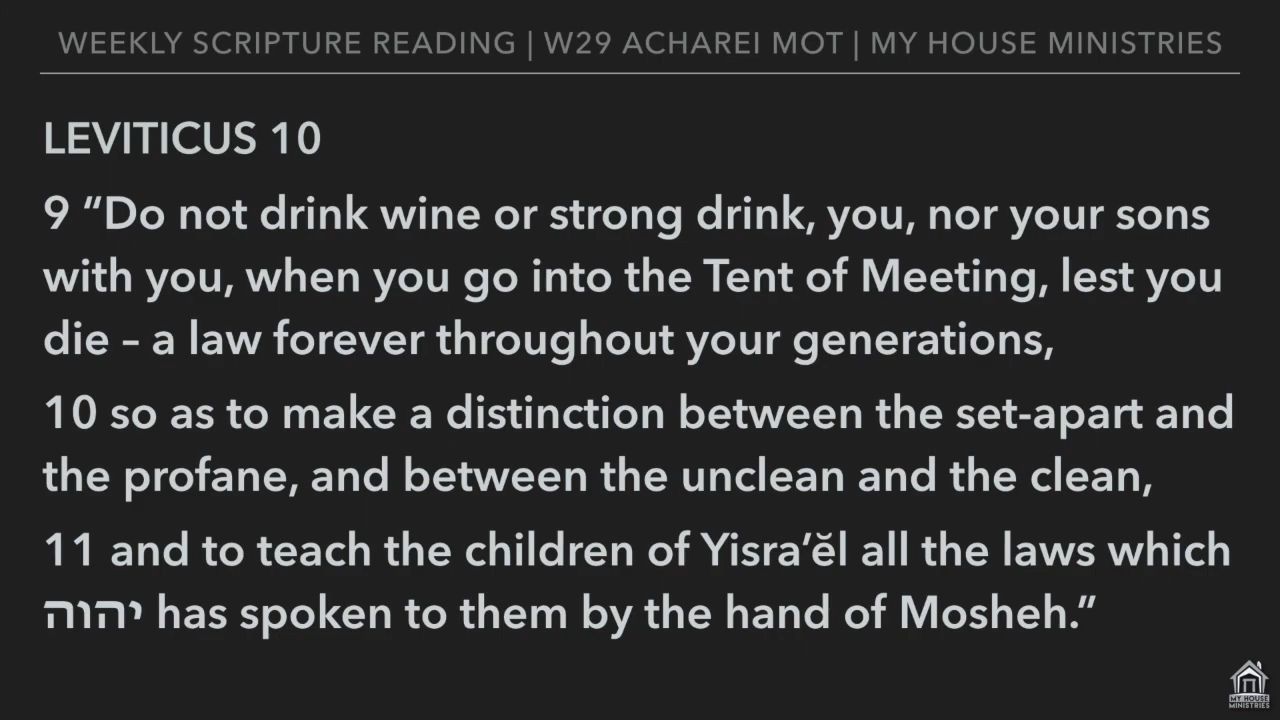 WEEKLY SCRIPTURE READING | W29 ACHAREI MOT | MY HOUSE MINISTRIES
LEVITICUS 10
9 “Do not drink wine or strong drink, you, nor your sons
with you, when you go into the Tent of Meeting, lest you
die – a law forever throughout your generations,
10 so as to make a distinction between the set-apart and
the profane, and between the unclean and the clean,
11 and to teach the children of Yisra’ĕl all the laws which
יהוה has spoken to them by the hand of Mosheh.”
MY HOUSE
MINISTRIES